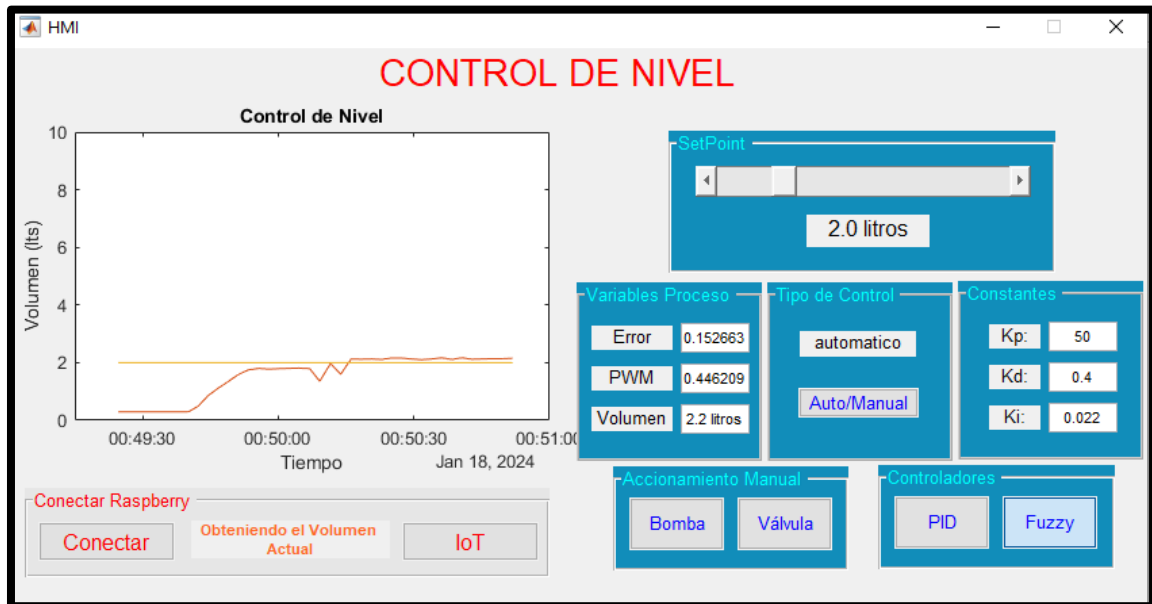 HMI
CONTROL DE NIVEL
Control de Nivel
10
8
6
4
2
0
Volumen (lts)
00:49:30
00:50:00
00:50:30
00:51:00
Tiempo
Jan 18, 2024
SetPoint
2.0 litros
Variables Proceso
Error
0.152663
PWM
0.446209
Volumen
2.2 litros
Tipo de Control
automatico
Auto/Manual
Constantes
Kp:
50
Kd:
0.4
Ki:
0.022
Conectar Raspberry
Conectar
Obteniendo el Volumen
Actual
IoT
Accionamiento Manual
Bomba
Válvula
Controladores
PID
Fuzzy